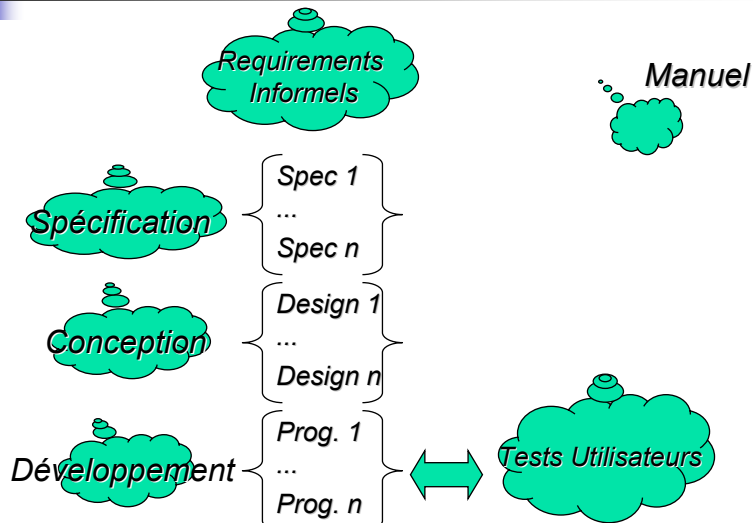 Requirements
Informels
Manuel
Spécification
Spec 1
...
Spec n
Conception
Design 1
...
Design n
Développement
Prog. 1
...
Prog. n
Tests Utilisateurs